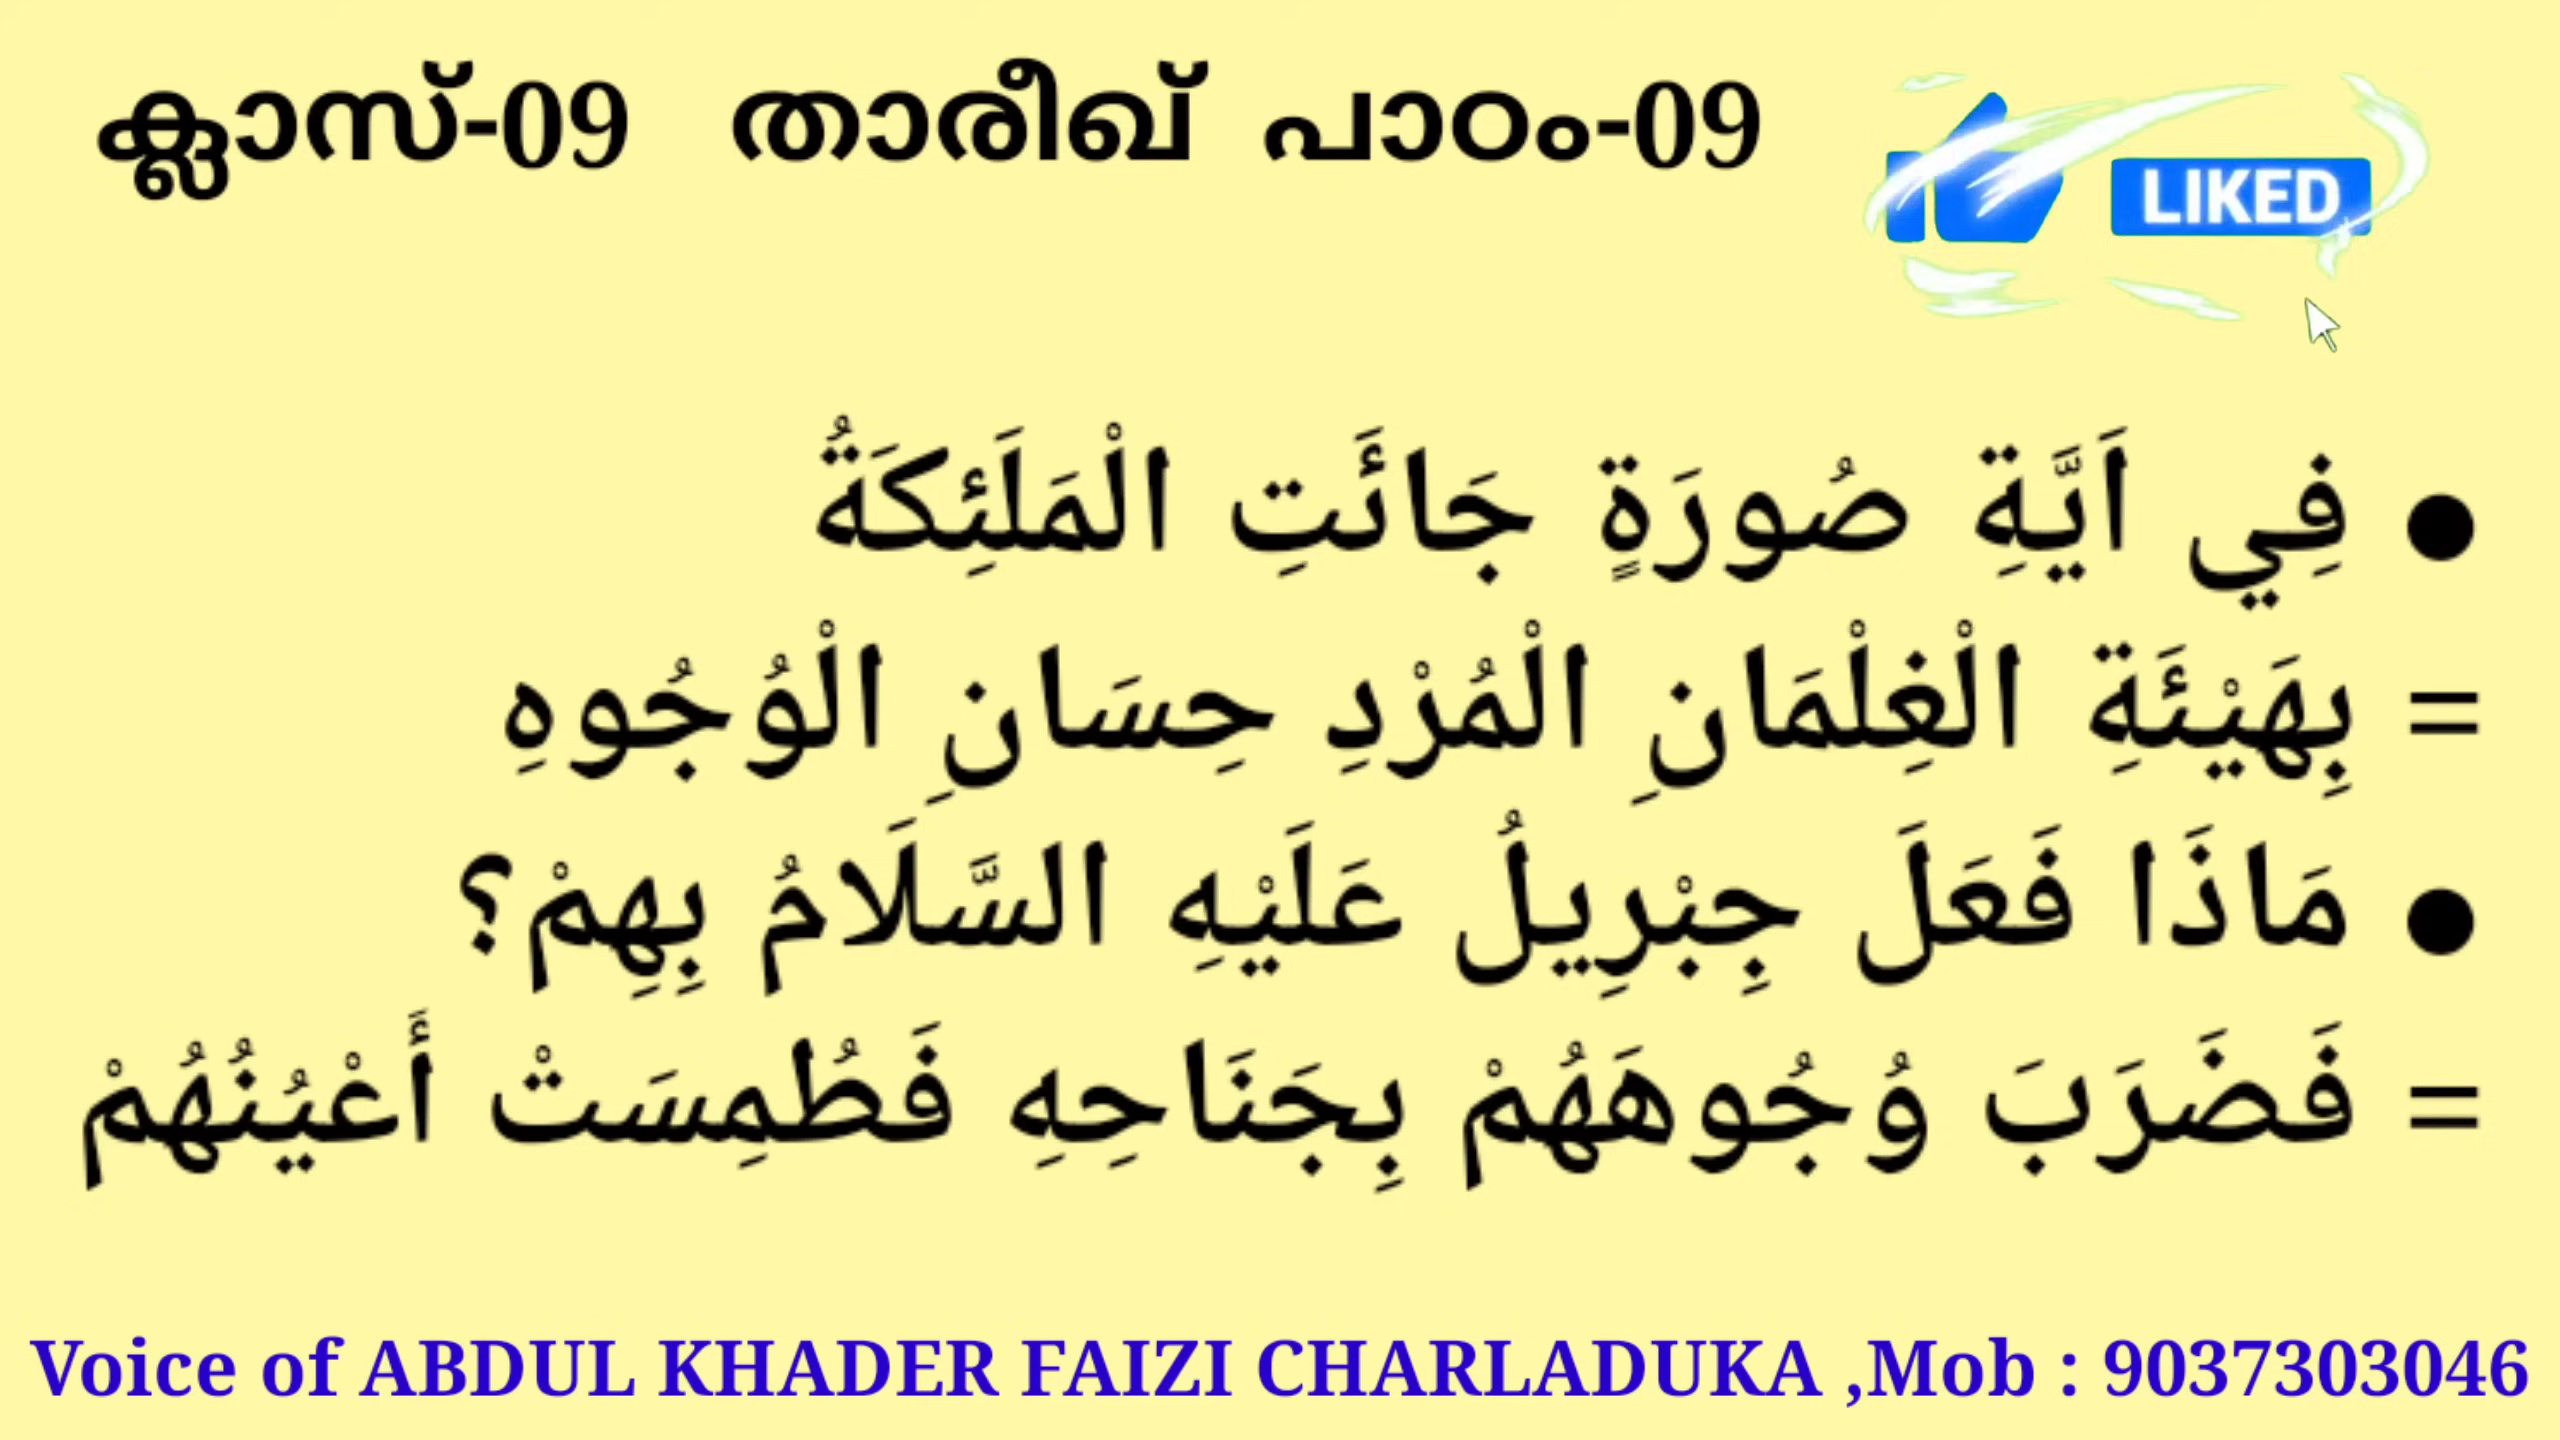 ക്ലാസ്-09 താരീഖ് പാഠം-09
LIKED
● فِي اَيَّةِ صُورَةٍ جَائَتِ الْمَلَئِكَةُ
= بِهَيْئَةِ الْغِلْمَانِ الْمُرْدِ حِسَانِ الْوُجُوهِ
● مَاذَا فَعَلَ جِبْرِيلُ عَلَيْهِ السَّلَامُ بِهِمْ؟
= فَضَرَبَ وُجُوهَهُمْ بِجَنَاحِهِ فَطُمِسَتْ أَعْيُنُهُمْ
Voice of ABDUL KHADER FAIZI CHARLADUKA ,Mob : 9037303046